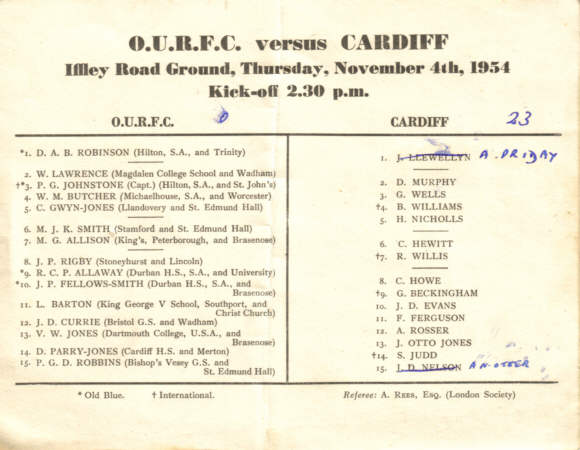 O.U.R.F.C. versus CARDIFF
Iffley Road Ground, Thursday, November 4th, 1954
Kick-off 2.30 p.m.
O.U.R.F.C. 0
*1. D. A. B. ROBINSON (Hilton, S.A., and Trinity)
2. W. LAWRENCE (Magdalen College School and Wadham)
†*3. P. G. JOHNSTONE (Capt.) (Hilton, S.A., and St. John's)
4. W. M. BUTCHER (Michaelhouse, S.A., and Worcester)
5. C. GWYN-JONES (Llandovery and St. Edmund Hall)
6. M. J. K. SMITH (Stamford and St. Edmund Hall)
7. M. G. ALLISON (King's, Peterborough, and Brasenose)
8. J. P. RIGBY (Stoneyhurst and Lincoln)
*9. R. C. P. ALLAWAY (Durban H.S., S.A., and University)
*10. J. P. FELLOWS-SMITH (Durban H.S., S.A., and
Brasenose)
11. L. BARTON (King George V School, Southport, and
Christ Church)
12. J. D. CURRIE (Bristol G.S. and Wadham)
13. V. W. JONES (Dartmouth College, U.S.A., and
Brasenose)
14. D. PARRY-JONES (Cardiff H.S. and Merton)
15. P. G. D. ROBBINS (Bishop's Vesey G.S. and
St. Edmund Hall)
* Old Blue. † International.
CARDIFF 23
1. J. LLEWELLYN A. PRIDAY
2. D. MURPHY
3. G. WELLS
†4. B. WILLIAMS
5. H. NICHOLLS
6. C. HEWITT
†7. R. WILLIS
8. C. HOWE
†9. G. BECKINGHAM
10. J. D. EVANS
11. F. FERGUSON
12. A. ROSSER
13. J. OTTO JONES
†14. S. JUDD
15. J. D. NELSON A N. OTHER
Referee: A. REES, Esq. (London Society)